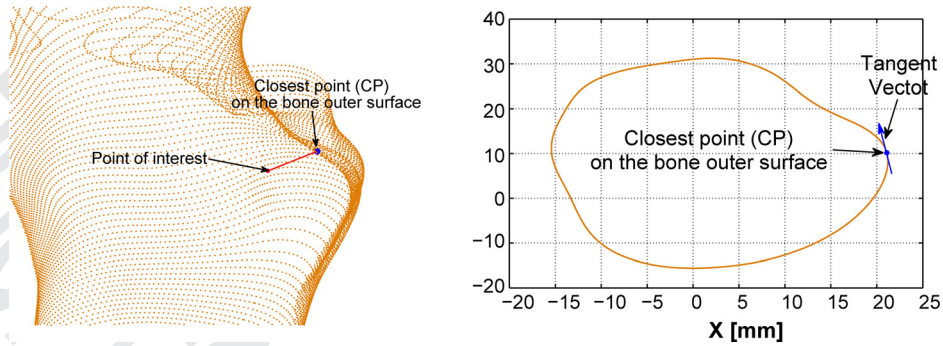 Closest point (CP)
on the bone outer surface
Point of interest
40
30
20
10
0
−10
−20
Tangent
Vectot
Closest point (CP)
on the bone outer surface
−20 −15 −10 −5 0 5 10 15 20 25
X [mm]